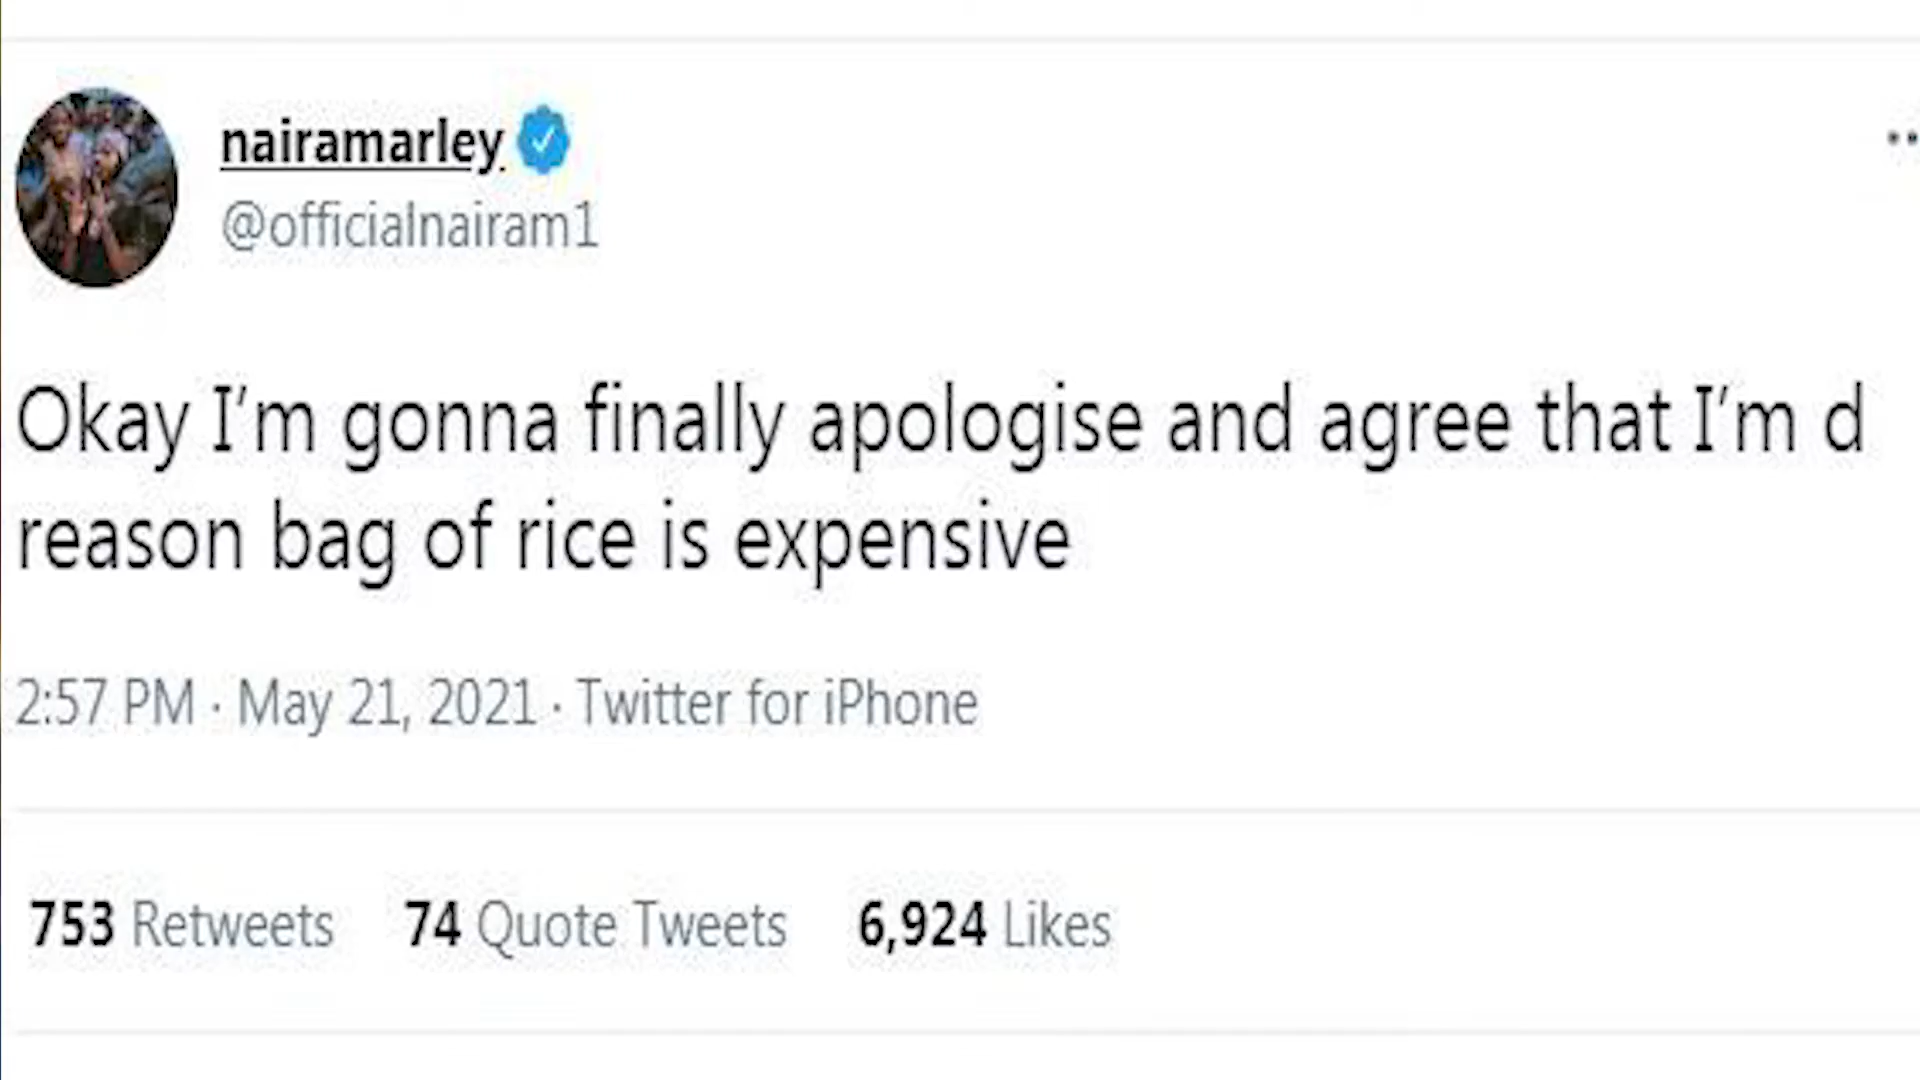 nairamarley
@officialnairam1
Okay I’m gonna finally apologise and agree that I’m d
reason bag of rice is expensive
2:57 PM · May 21, 2021 · Twitter for iPhone
753 Retweets 74 Quote Tweets 6,924 Likes